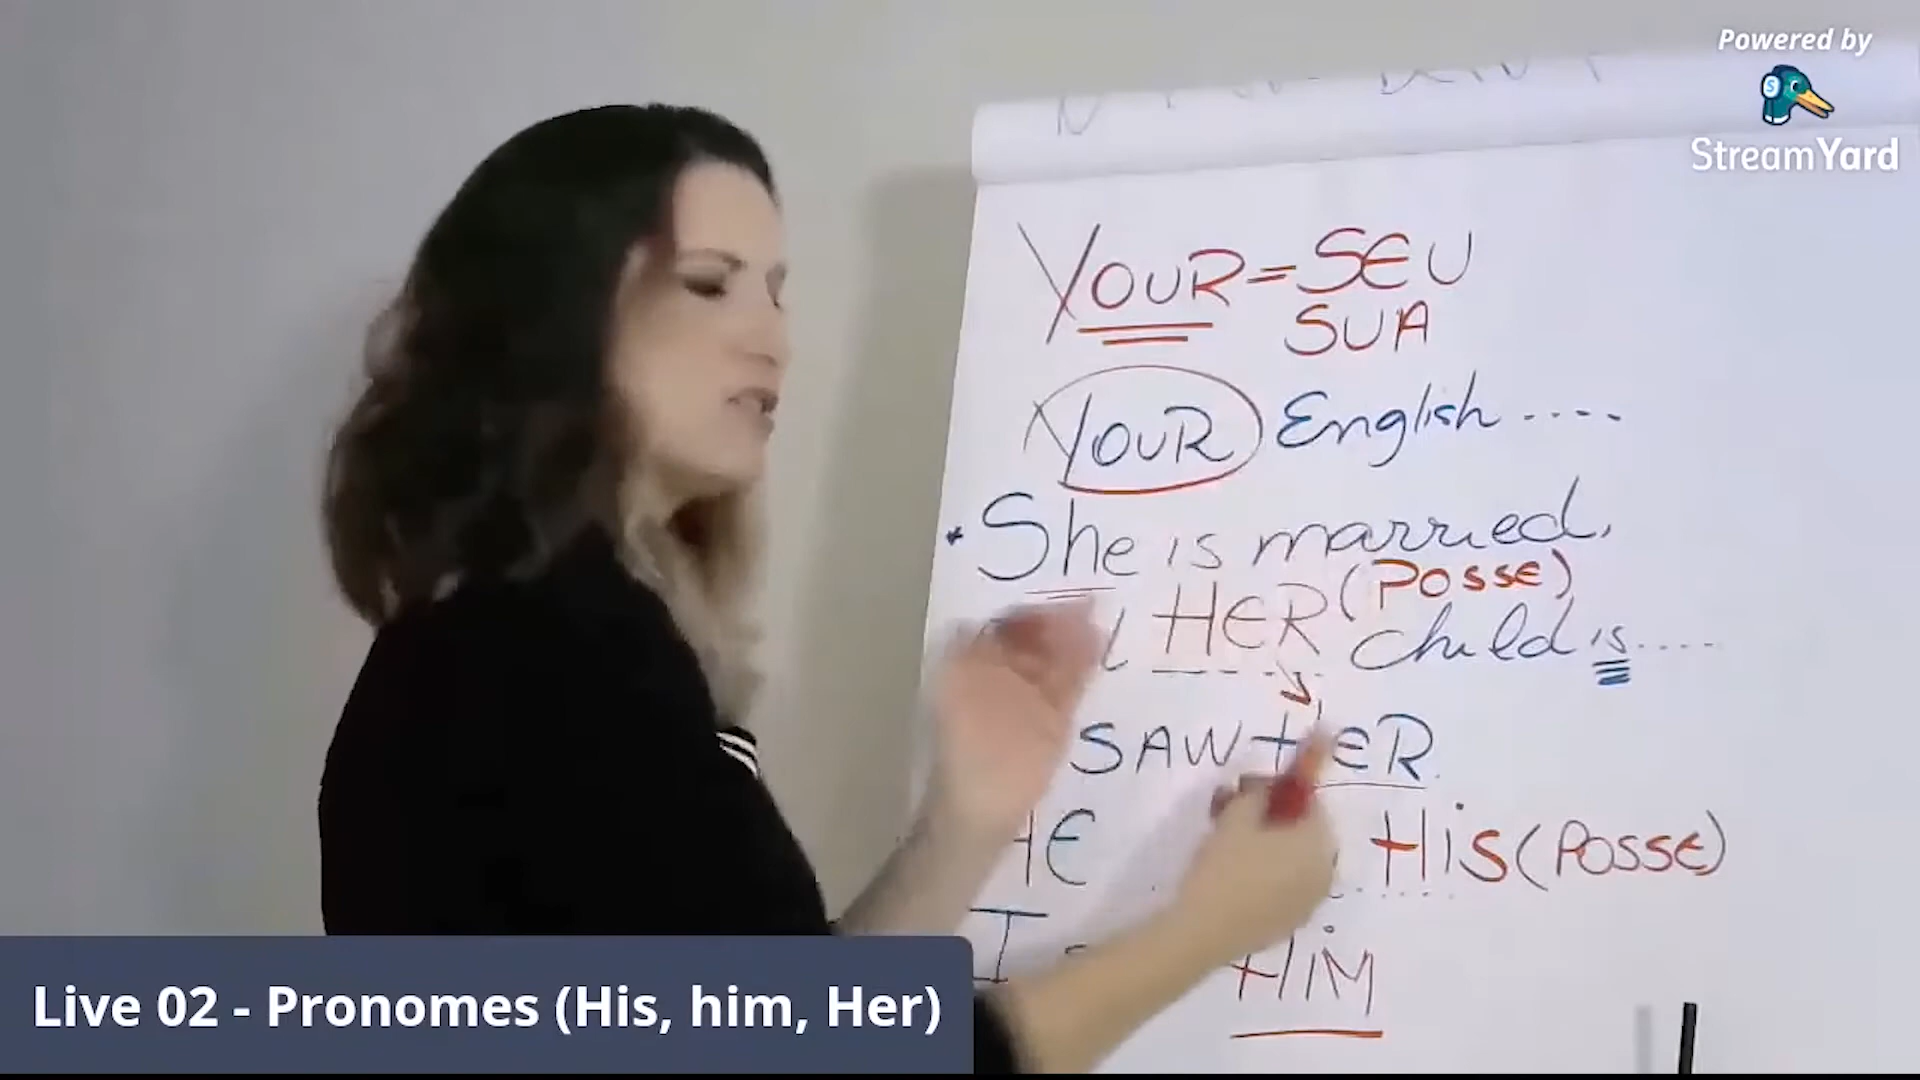 Powered by
StreamYard
YOUR = SEU
SUA
YOUR English ....
* She is married,
HER (POSSE)
child is .....
SAW HER
HE His (POSSE)
I HIM
Live 02 - Pronomes (His, him, Her)